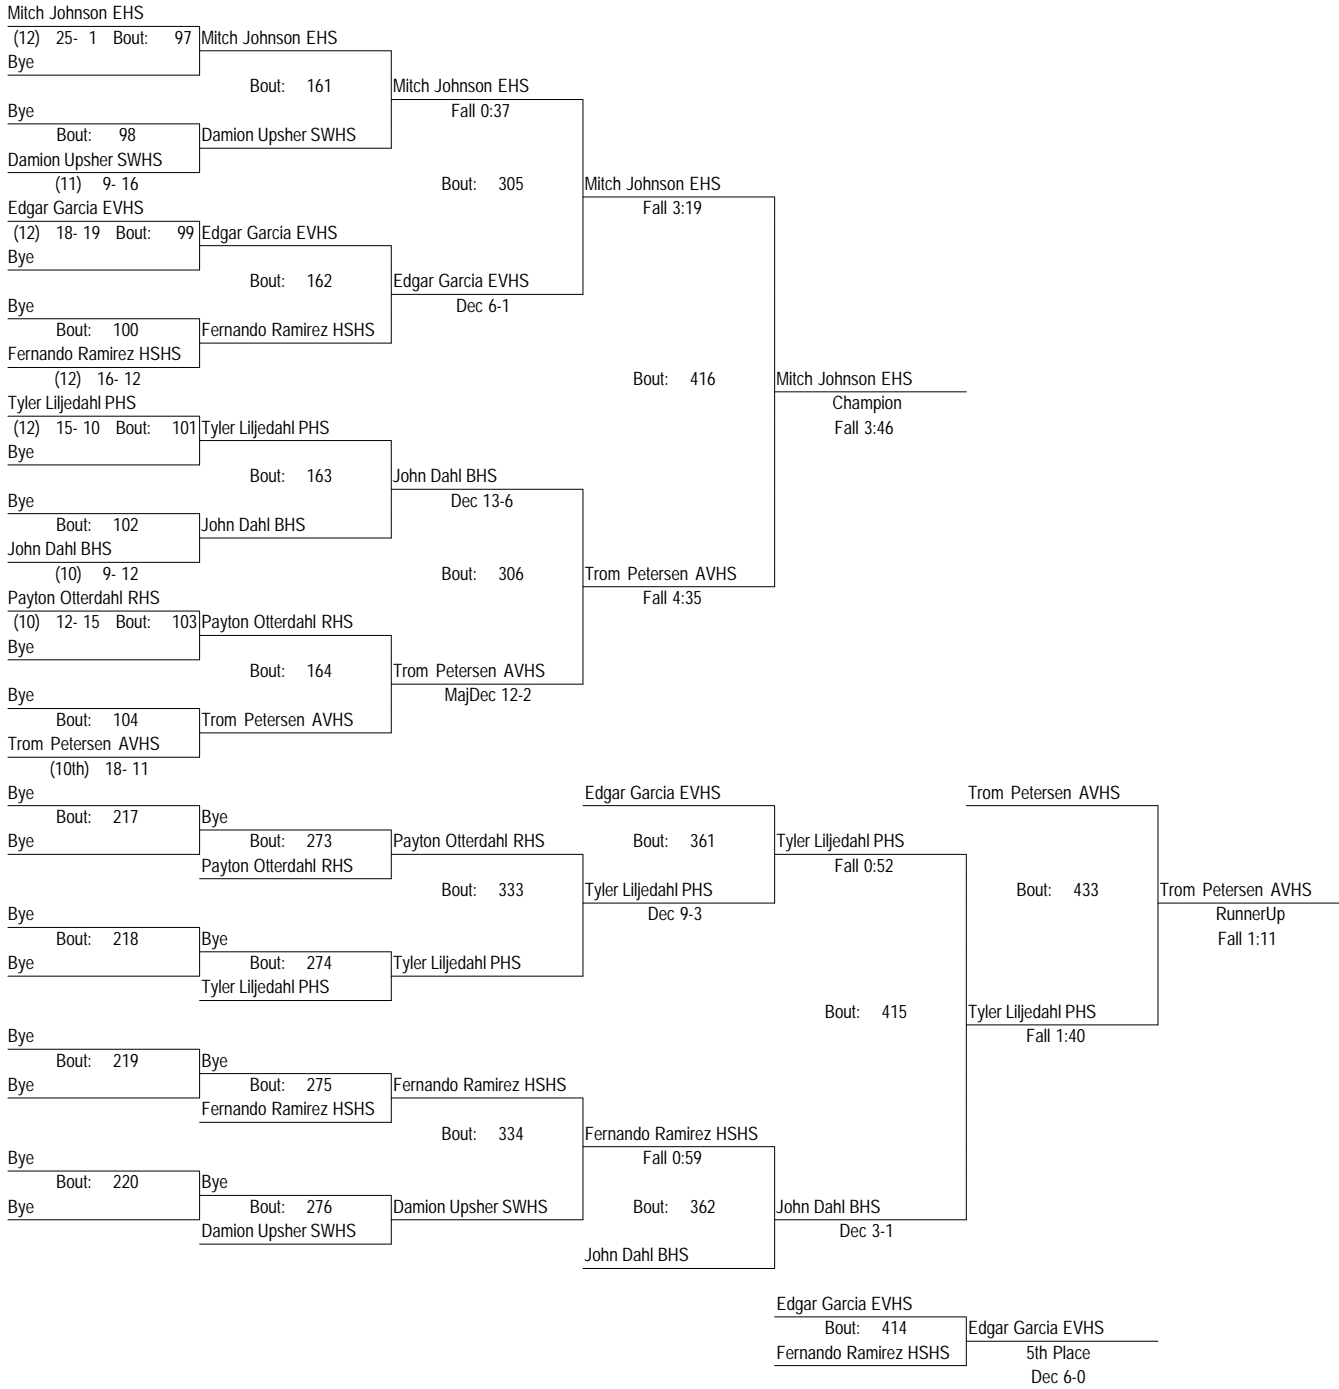 Mitch Johnson EHS
(12) 25- 1 Bout: 97 Mitch Johnson EHS
Bye
Bout: 161 Mitch Johnson EHS
Bye Fall 0:37
Bout: 98 Damion Upsher SWHS
Damion Upsher SWHS
(11) 9- 16 Bout: 305 Mitch Johnson EHS
Edgar Garcia EVHS Fall 3:19
(12) 18- 19 Bout: 99 Edgar Garcia EVHS
Bye
Bout: 162 Edgar Garcia EVHS
Bye Dec 6-1
Bout: 100 Fernando Ramirez HSHS
Fernando Ramirez HSHS
(12) 16- 12 Bout: 416 Mitch Johnson EHS
Tyler Liljedahl PHS Champion
(12) 15- 10 Bout: 101 Tyler Liljedahl PHS Fall 3:46
Bye
Bout: 163 John Dahl BHS
Bye Dec 13-6
Bout: 102 John Dahl BHS
John Dahl BHS
(10) 9- 12 Bout: 306 Trom Petersen AVHS
Payton Otterdahl RHS Fall 4:35
(10) 12- 15 Bout: 103 Payton Otterdahl RHS
Bye
Bout: 164 Trom Petersen AVHS
Bye MajDec 12-2
Bout: 104 Trom Petersen AVHS
Trom Petersen AVHS
(10th) 18- 11
Bye Edgar Garcia EVHS Trom Petersen AVHS
Bout: 217 Bye
Bye Bout: 273 Payton Otterdahl RHS Bout: 361 Tyler Liljedahl PHS
Payton Otterdahl RHS Fall 0:52
Bout: 333 Tyler Liljedahl PHS Bout: 433 Trom Petersen AVHS
Bye Dec 9-3 RunnerUp
Bout: 218 Bye Fall 1:11
Bye Bout: 274 Tyler Liljedahl PHS
Tyler Liljedahl PHS
Bout: 415 Tyler Liljedahl PHS
Bye Fall 1:40
Bout: 219 Bye
Bye Bout: 275 Fernando Ramirez HSHS
Fernando Ramirez HSHS
Bout: 334 Fernando Ramirez HSHS
Bye Fall 0:59
Bout: 220 Bye
Bye Bout: 276 Damion Upsher SWHS Bout: 362 John Dahl BHS
Damion Upsher SWHS Dec 3-1
John Dahl BHS
Edgar Garcia EVHS
Bout: 414 Edgar Garcia EVHS
Fernando Ramirez HSHS 5th Place
Dec 6-0